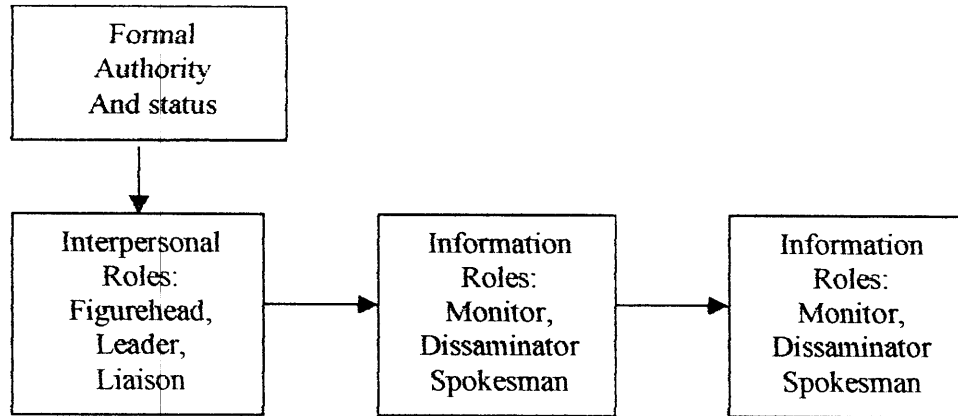 Formal
Authority
And status
Interpersonal
Roles:
Figurehead,
Leader,
Liaison
Information
Roles:
Monitor,
Dissaminator
Spokesman
Information
Roles:
Monitor,
Dissaminator
Spokesman